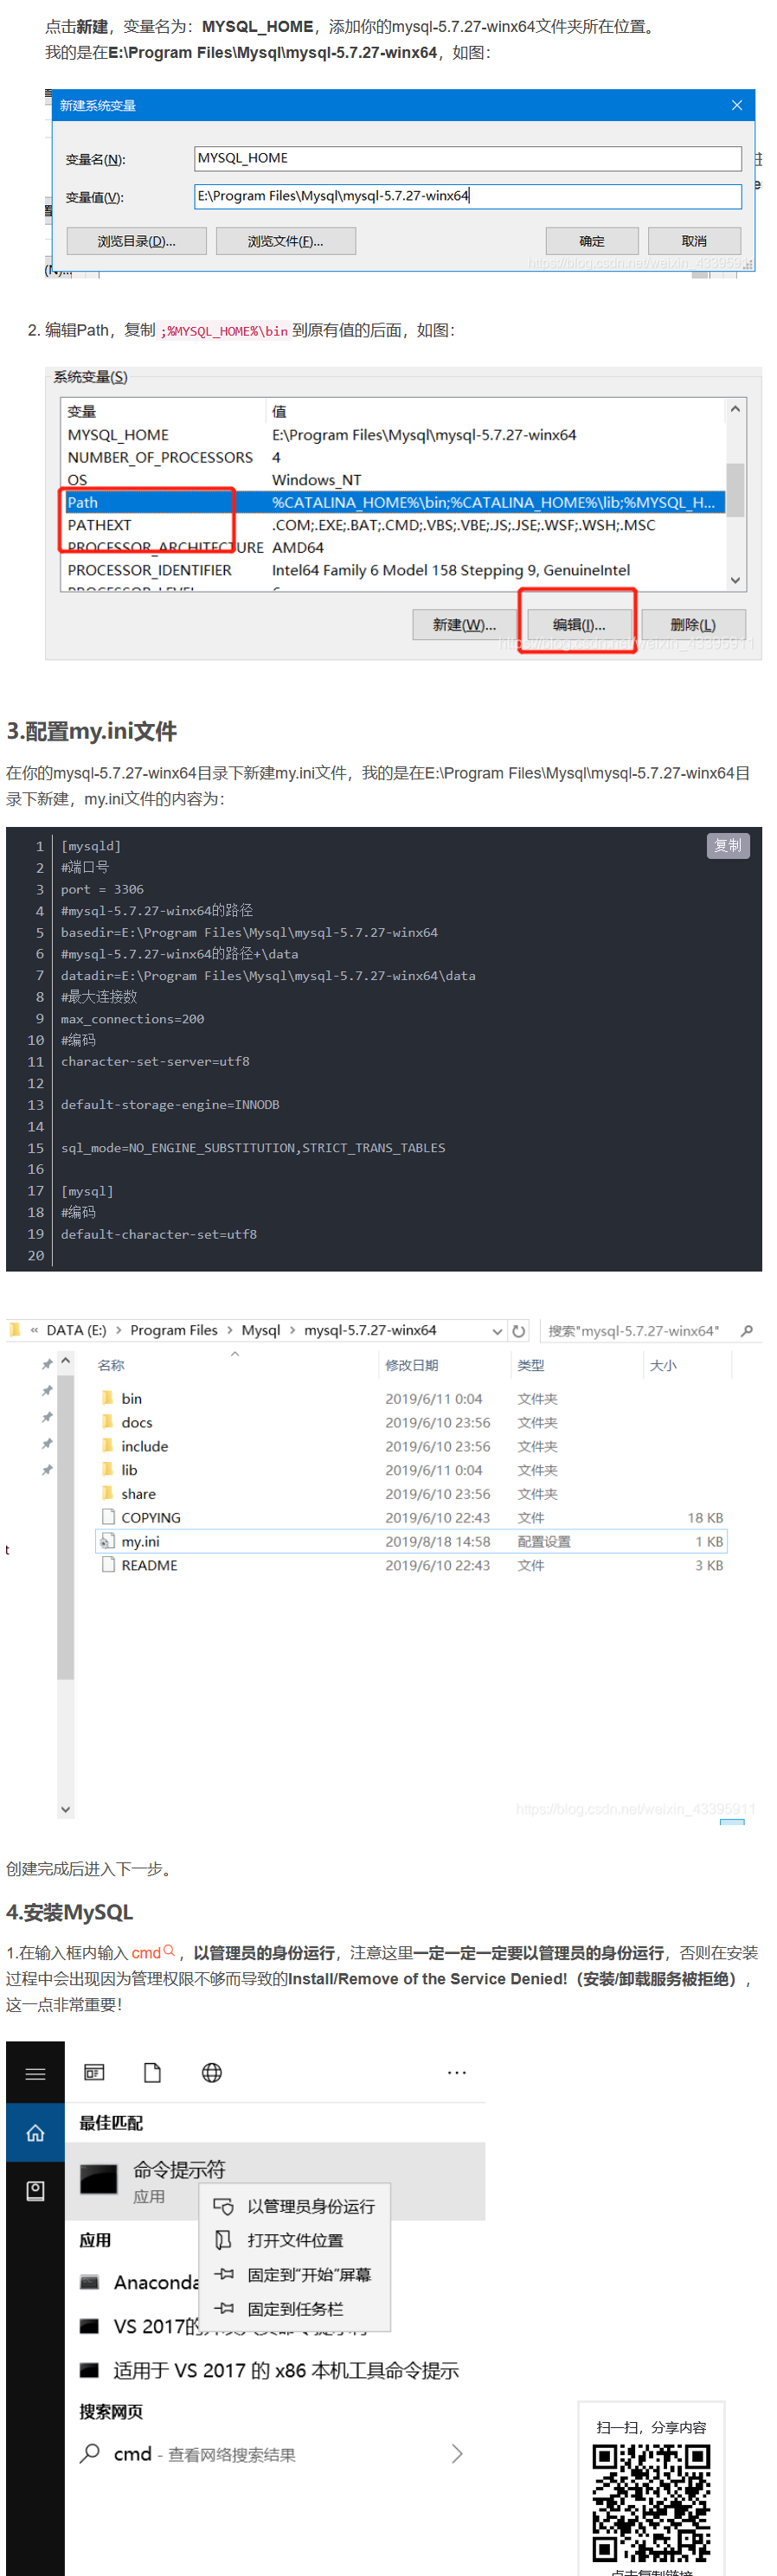 点击新建，变量名为：MYSQL_HOME，添加你的mysql-5.7.27-winx64文件夹所在位置。
我的是在E:\Program Files\Mysql\mysql-5.7.27-winx64，如图：
新建系统变量
变量名(N):
MYSQL_HOME
变量值(V):
E:\Program Files\Mysql\mysql-5.7.27-winx64
浏览目录(D)...
浏览文件(F)...
确定
取消
2. 编辑Path，复制 ;%MYSQL_HOME%\bin 到原有值的后面，如图：
系统变量(S)
变量 值
MYSQL_HOME E:\Program Files\Mysql\mysql-5.7.27-winx64
NUMBER_OF_PROCESSORS 4
OS Windows_NT
Path %CATALINA_HOME%\bin;%CATALINA_HOME%\lib;%MYSQL_H...
PATHEXT .COM;.EXE;.BAT;.CMD;.VBS;.VBE;.JS;.JSE;.WSF;.WSH;.MSC
PROCESSOR_ARCHITECTURE AMD64
PROCESSOR_IDENTIFIER Intel64 Family 6 Model 158 Stepping 9, GenuineIntel
新建(W)...
编辑(I)...
删除(L)
https://blog.csdn.net/weixin_43395911
3.配置my.ini文件
在你的mysql-5.7.27-winx64目录下新建my.ini文件，我的是在E:\Program Files\Mysql\mysql-5.7.27-winx64目
录下新建，my.ini文件的内容为：
复制
1 [mysqld]
2 #端口号
3 port = 3306
4 #mysql-5.7.27-winx64的路径
5 basedir=E:\Program Files\Mysql\mysql-5.7.27-winx64
6 #mysql-5.7.27-winx64的路径+\data
7 datadir=E:\Program Files\Mysql\mysql-5.7.27-winx64\data
8 #最大连接数
9 max_connections=200
10 #编码
11 character-set-server=utf8
12
13 default-storage-engine=INNODB
14
15 sql_mode=NO_ENGINE_SUBSTITUTION,STRICT_TRANS_TABLES
16
17 [mysql]
18 #编码
19 default-character-set=utf8
20
« DATA (E:) > Program Files > Mysql > mysql-5.7.27-winx64
搜索"mysql-5.7.27-winx64"
名称 修改日期 类型 大小
bin 2019/6/11 0:04 文件夹
docs 2019/6/10 23:56 文件夹
include 2019/6/10 23:56 文件夹
lib 2019/6/11 0:04 文件夹
share 2019/6/10 23:56 文件夹
COPYING 2019/6/10 22:43 文件 18 KB
my.ini 2019/8/18 14:58 配置设置 1 KB
README 2019/6/10 22:43 文件 3 KB
https://blog.csdn.net/weixin_43395911
创建完成后进入下一步。
4.安装MySQL
1.在输入框内输入 cmd，以管理员的身份运行，注意这里一定一定一定要以管理员的身份运行，否则在安装
过程中会出现因为管理权限不够而导致的Install/Remove of the Service Denied!（安装/卸载服务被拒绝），
这一点非常重要！
最佳匹配
命令提示符
应用
以管理员身份运行
打开文件位置
固定到"开始"屏幕
固定到任务栏
应用
Anaconda
VS 2017的
适用于 VS 2017 的 x86 本机工具命令提示
搜索网页
cmd - 查看网络搜索结果
扫一扫，分享内容
点击复制链接